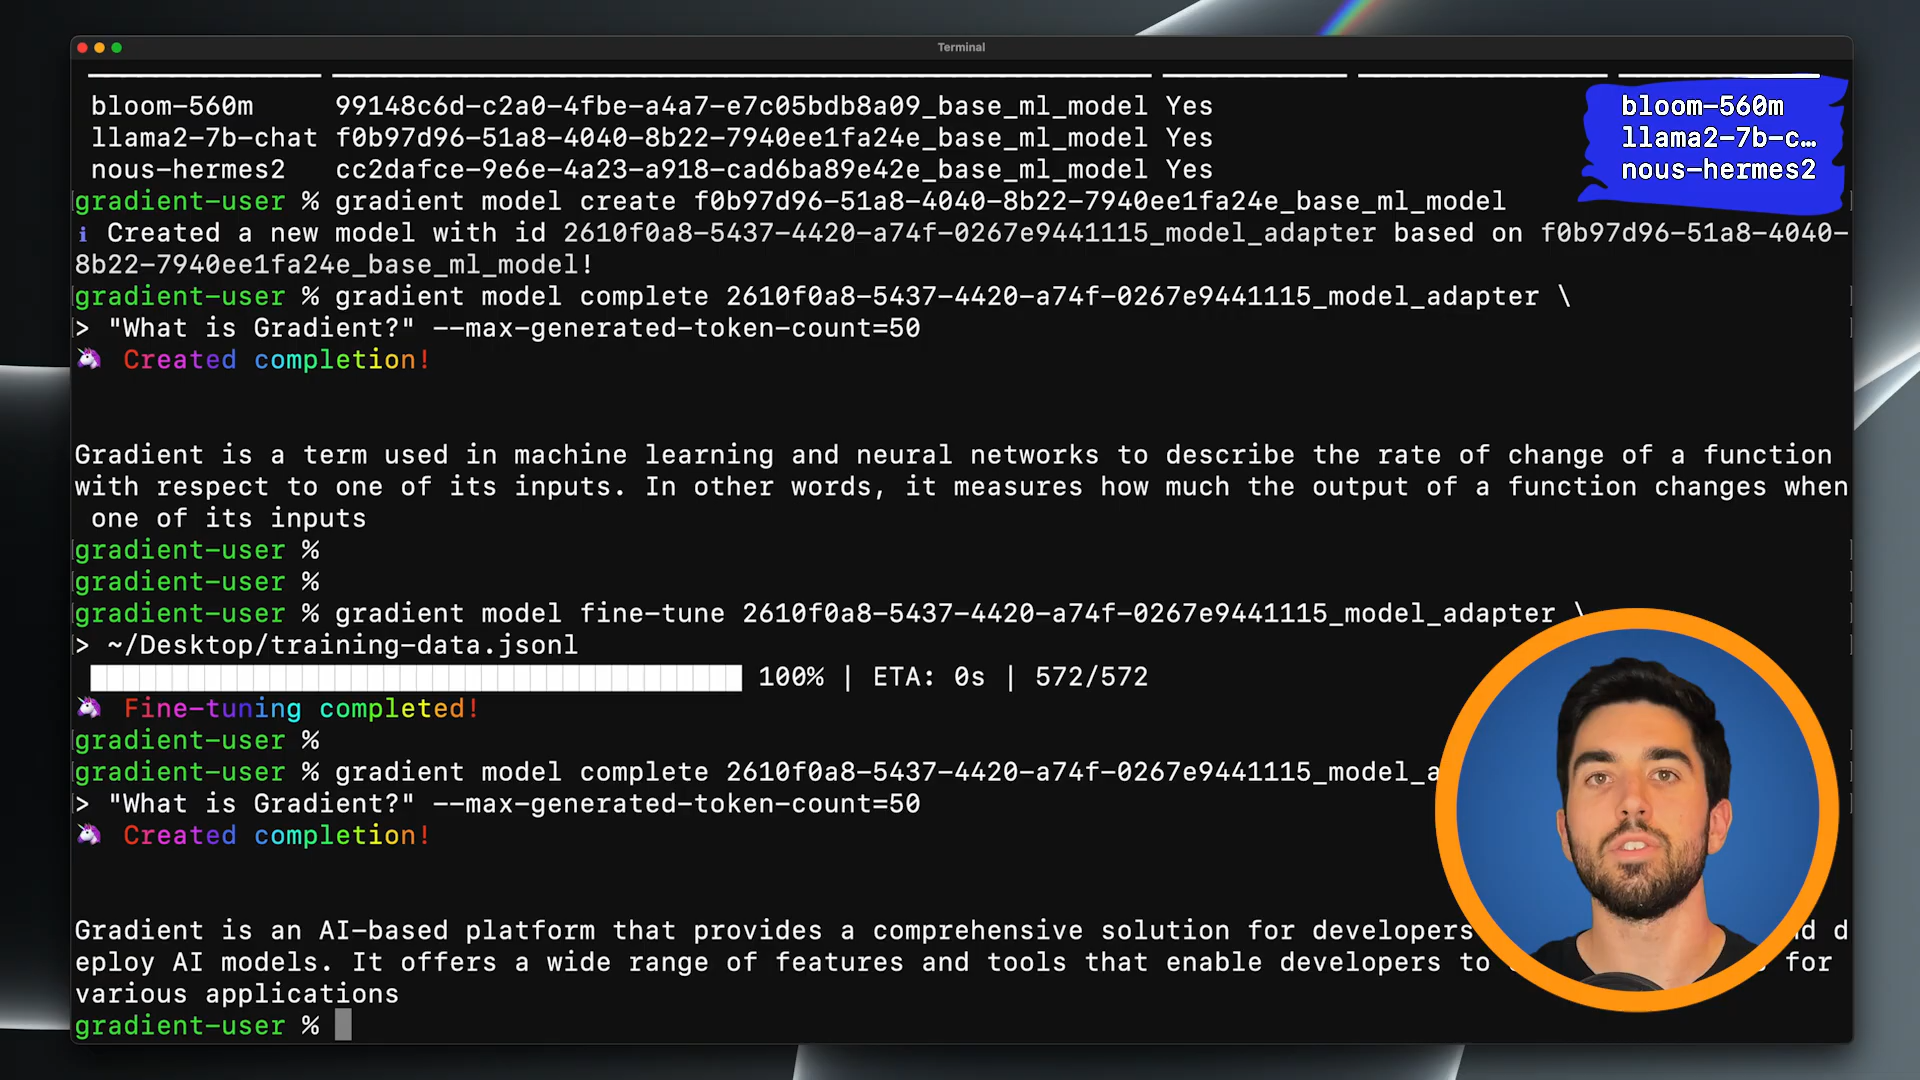 Terminal
bloom-560m 99148c6d-c2a0-4fbe-a4a7-e7c05bdb8a09_base_ml_model Yes bloom-560m
llama2-7b-chat f0b97d96-51a8-4040-8b22-7940ee1fa24e_base_ml_model Yes llama2-7b-c…
nous-hermes2 cc2dafce-9e6e-4a23-a918-cad6ba89e42e_base_ml_model Yes nous-hermes2
gradient-user % gradient model create f0b97d96-51a8-4040-8b22-7940ee1fa24e_base_ml_model
i Created a new model with id 2610f0a8-5437-4420-a74f-0267e9441115_model_adapter based on f0b97d96-51a8-4040-
8b22-7940ee1fa24e_base_ml_model!
gradient-user % gradient model complete 2610f0a8-5437-4420-a74f-0267e9441115_model_adapter \
> "What is Gradient?" --max-generated-token-count=50
🦄 Created completion!
Gradient is a term used in machine learning and neural networks to describe the rate of change of a function
with respect to one of its inputs. In other words, it measures how much the output of a function changes when
one of its inputs
gradient-user %
gradient-user %
gradient-user % gradient model fine-tune 2610f0a8-5437-4420-a74f-0267e9441115_model_adapter \
> ~/Desktop/training-data.jsonl
100% | ETA: 0s | 572/572
🦄 Fine-tuning completed!
gradient-user %
gradient-user % gradient model complete 2610f0a8-5437-4420-a74f-0267e9441115_model_a
> "What is Gradient?" --max-generated-token-count=50
🦄 Created completion!
Gradient is an AI-based platform that provides a comprehensive solution for developers d d
eploy AI models. It offers a wide range of features and tools that enable developers to for
various applications
gradient-user %